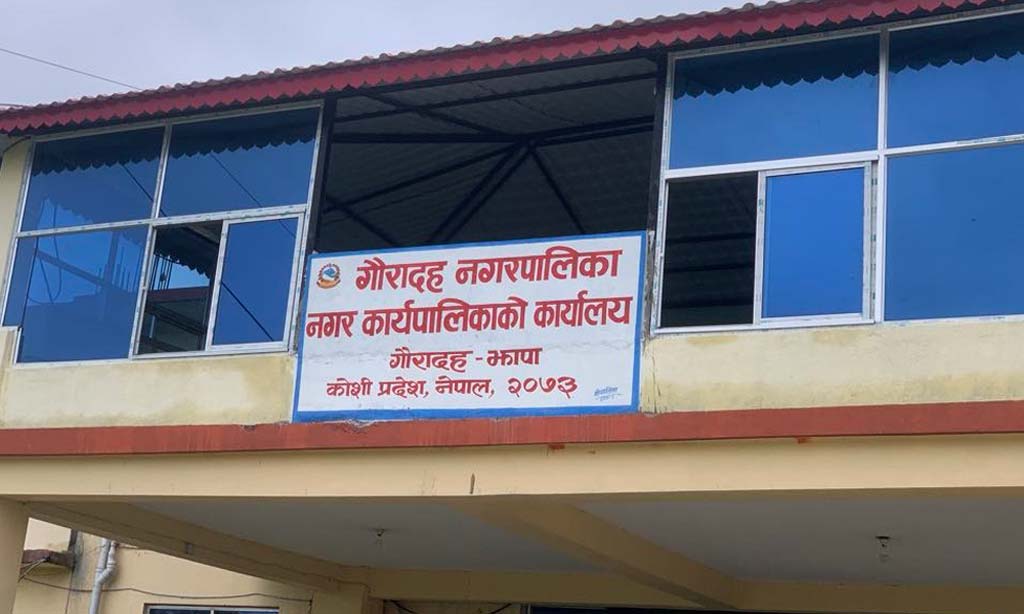 गौरादह नगरपालिका
नगर कार्यपालिकाको कार्यालय
गौरादह - झापा
कोशी प्रदेश, नेपाल, २०७३